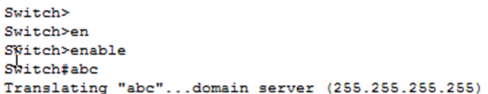 Switch>
Switch>en
Switch>enable
Switch#abc
Translating "abc"...domain server (255.255.255.255)